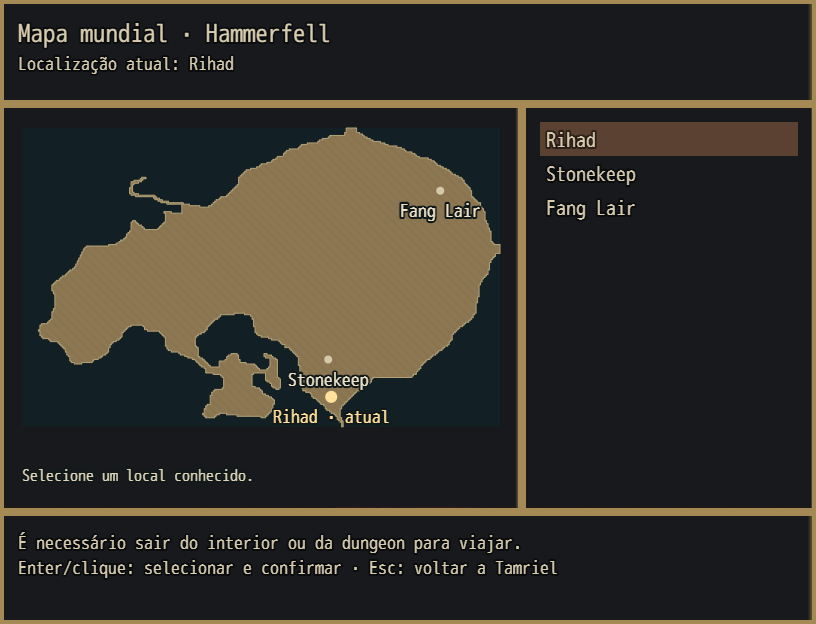 Mapa mundial · Hammerfell
Localização atual: Rihad
Fang Lair
Stonekeep
Rihad · atual
Selecione um local conhecido.
Rihad
Stonekeep
Fang Lair
É necessário sair do interior ou da dungeon para viajar.
Enter/clique: selecionar e confirmar · Esc: voltar a Tamriel